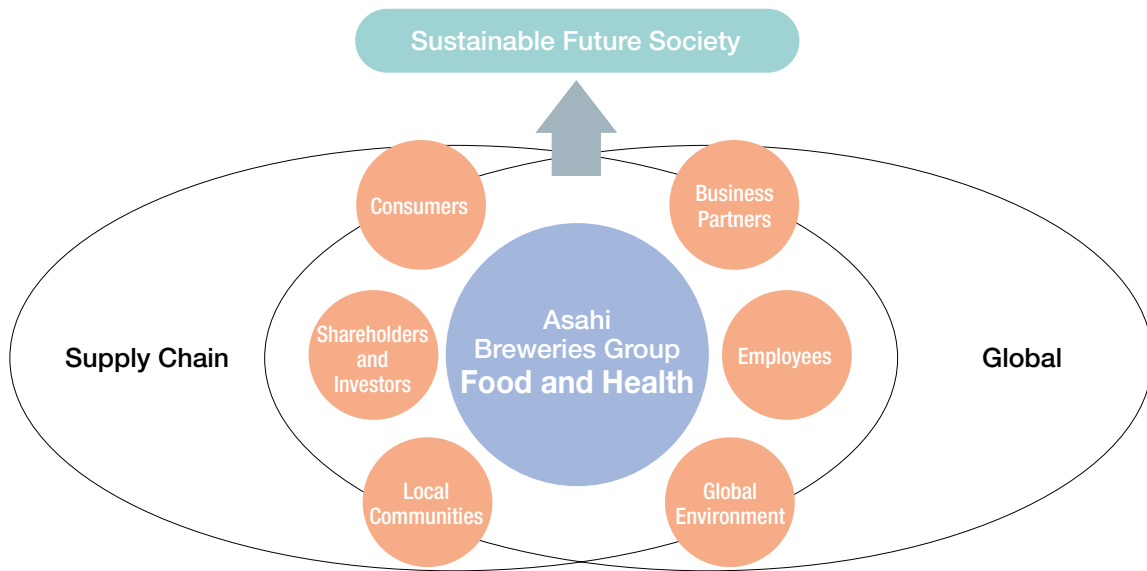 Sustainable Future Society
Consumers
Business
Partners
Supply Chain
Shareholders
and
Investors
Asahi
Breweries Group
Food and Health
Employees
Global
Local
Communities
Global
Environment